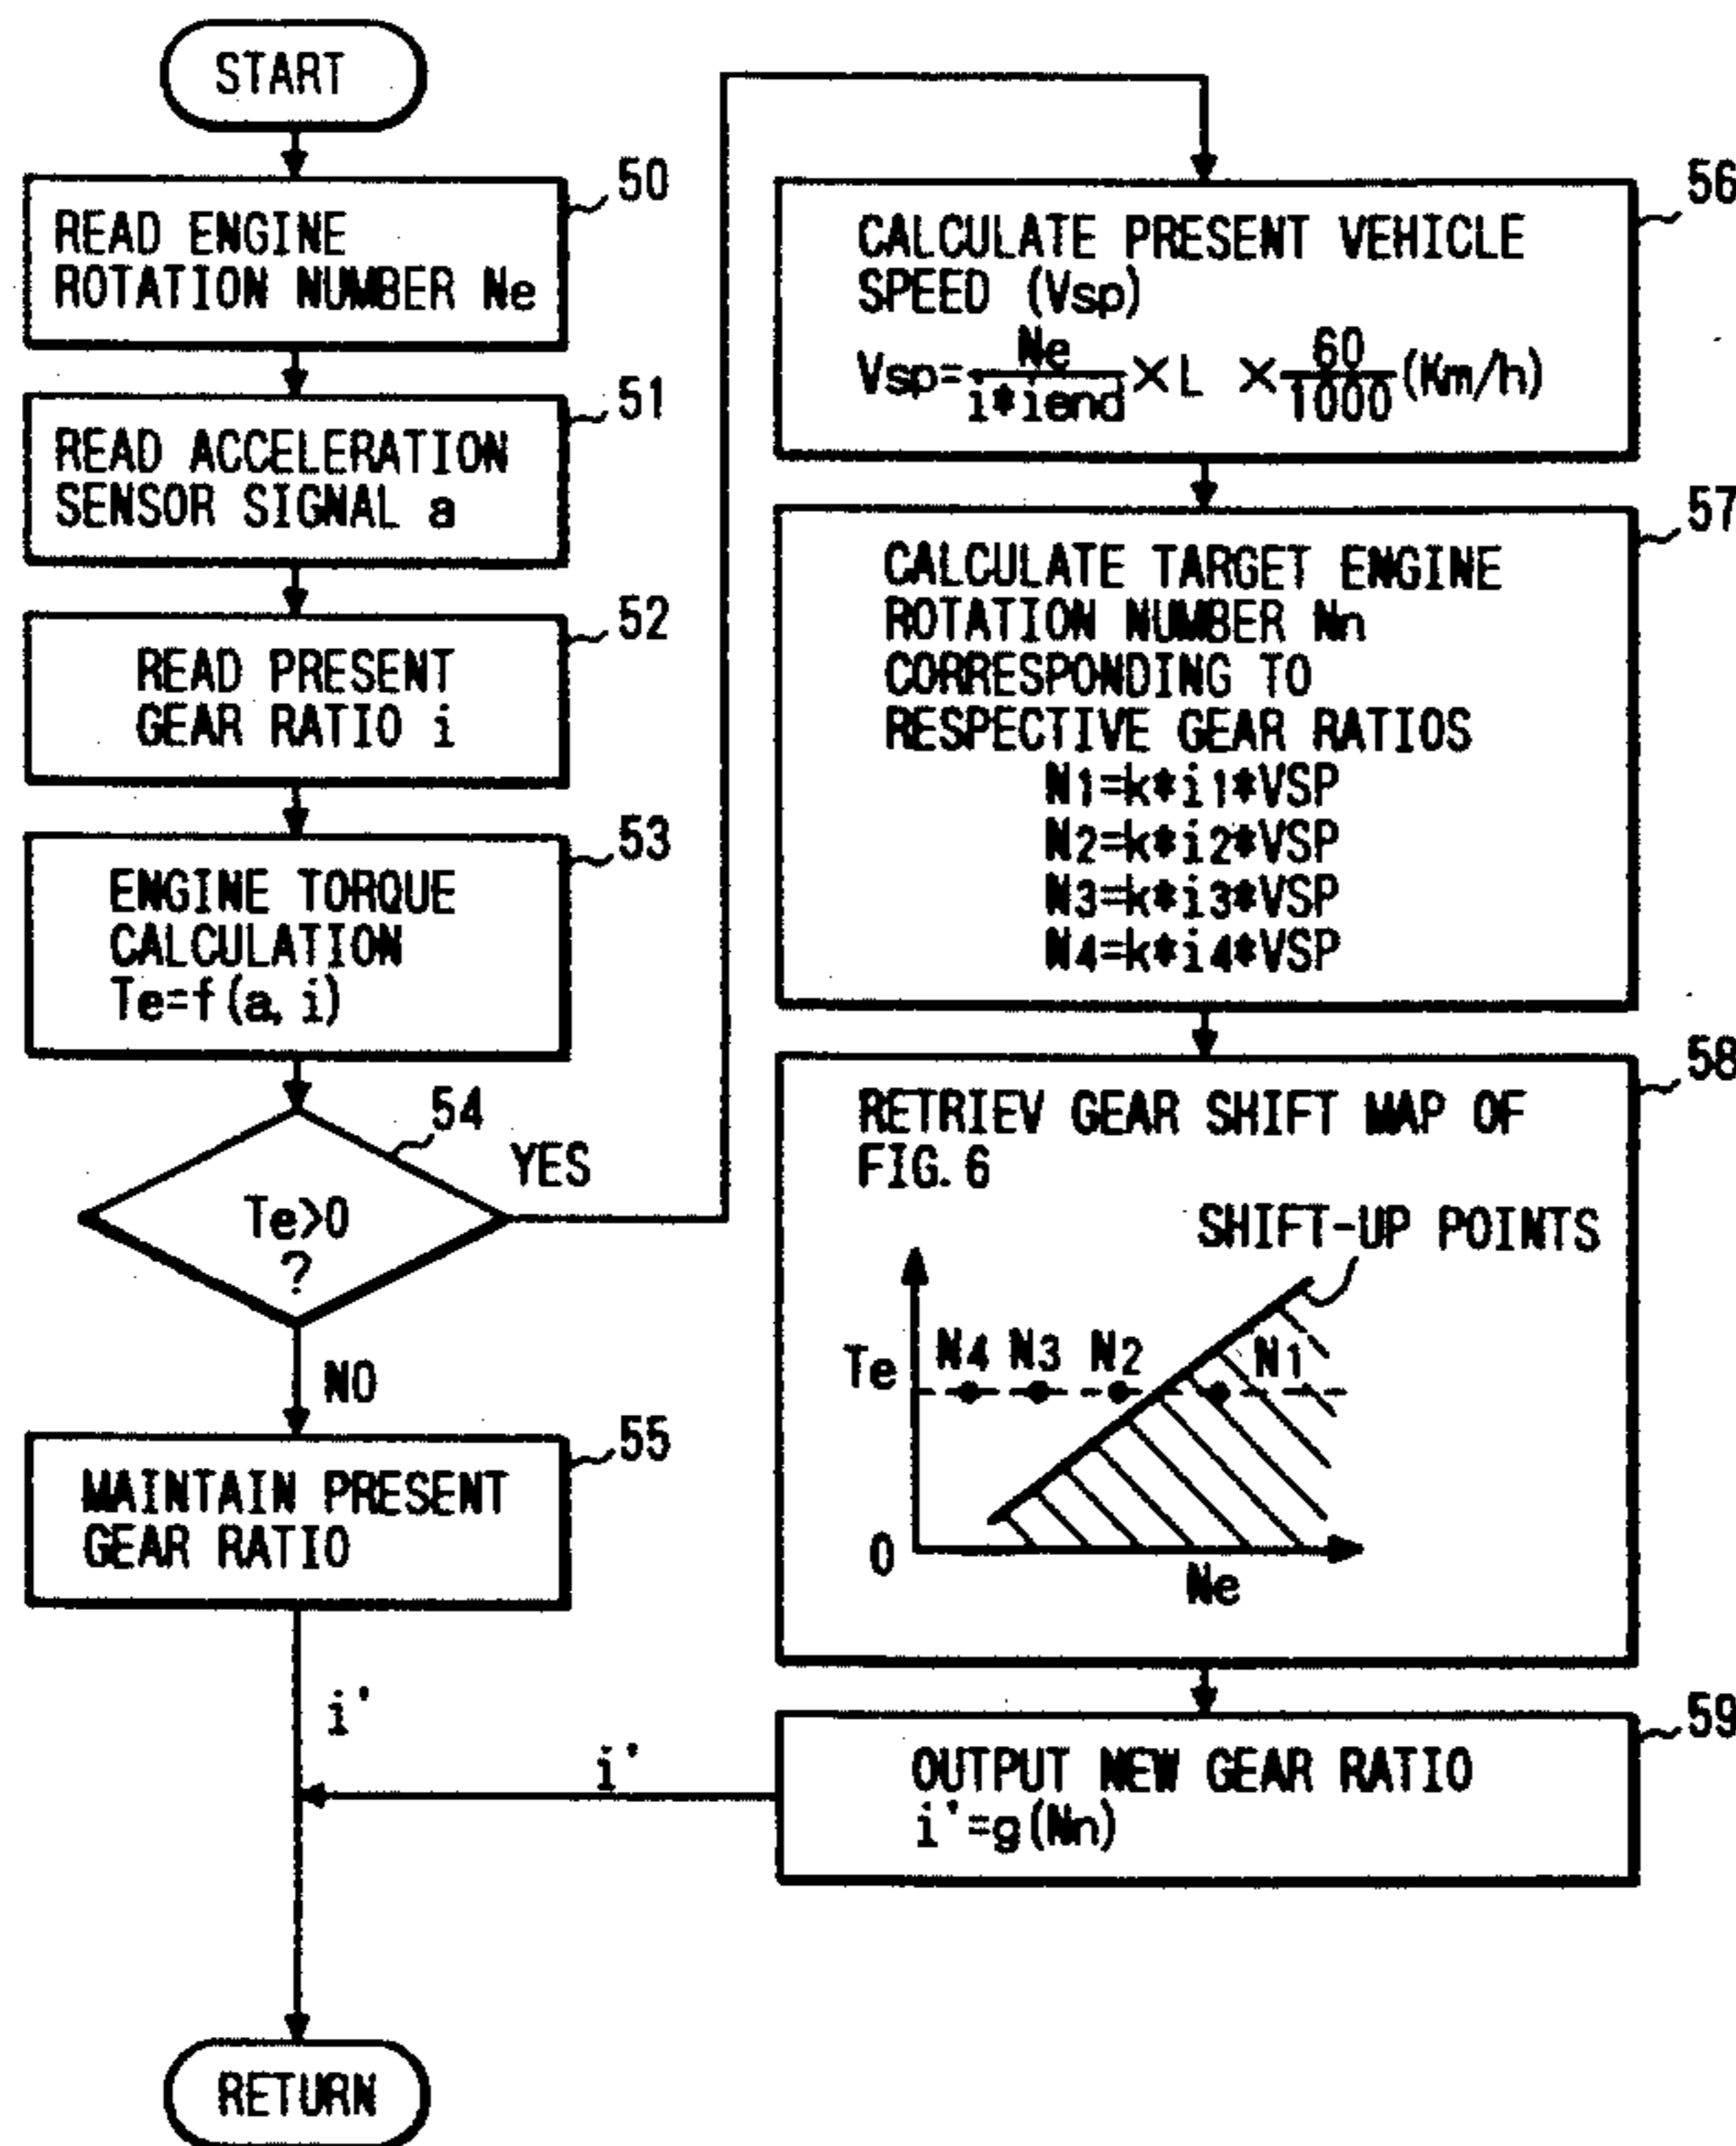 START
50
READ ENGINE
ROTATION NUMBER Ne
51
READ ACCELERATION
SENSOR SIGNAL a
52
READ PRESENT
GEAR RATIO i
53
ENGINE TORQUE
CALCULATION
Te=f(a, i)
54
YES
Te>0
?
NO
55
MAINTAIN PRESENT
GEAR RATIO
i'
RETURN
56
CALCULATE PRESENT VEHICLE
SPEED (Vsp)
Vsp=Ne/i*iend×L ×60/1000(Km/h)
57
CALCULATE TARGET ENGINE
ROTATION NUMBER Nn
CORRESPONDING TO
RESPECTIVE GEAR RATIOS
N1=k*i1*VSP
N2=k*i2*VSP
N3=k*i3*VSP
N4=k*i4*VSP
58
RETRIEV GEAR SHIFT MAP OF
FIG.6
SHIFT-UP POINTS
Te N4 N3 N2 N1
0
Ne
59
OUTPUT NEW GEAR RATIO
i'=g(Nn)
i'